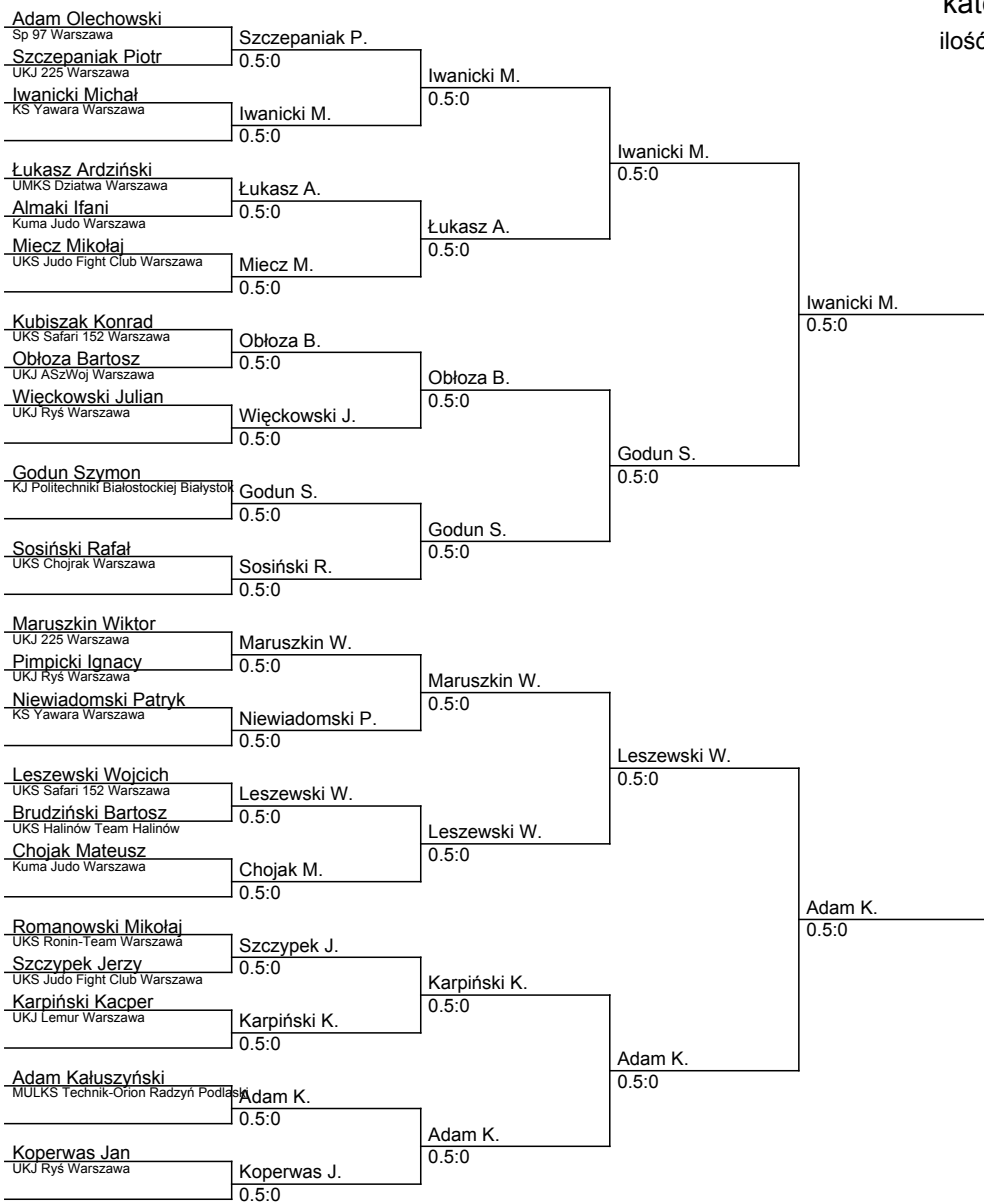 kate
ilość
Adam Olechowski
Sp 97 Warszawa
Szczepaniak Piotr
UKJ 225 Warszawa
Iwanicki Michał
KS Yawara Warszawa
Łukasz Ardziński
UMKS Dziatwa Warszawa
Almaki Ifani
Kuma Judo Warszawa
Miecz Mikołaj
UKS Judo Fight Club Warszawa
Kubiszak Konrad
UKS Safari 152 Warszawa
Obłoza Bartosz
UKJ ASzWoj Warszawa
Więckowski Julian
UKJ Ryś Warszawa
Godun Szymon
KJ Politechniki Białostockiej Białystok
Sosiński Rafał
UKS Chojrak Warszawa
Maruszkin Wiktor
UKJ 225 Warszawa
Pimpicki Ignacy
UKJ Ryś Warszawa
Niewiadomski Patryk
KS Yawara Warszawa
Leszewski Wojcich
UKS Safari 152 Warszawa
Brudziński Bartosz
UKS Halinów Team Halinów
Chojak Mateusz
Kuma Judo Warszawa
Romanowski Mikołaj
UKS Ronin-Team Warszawa
Szczypek Jerzy
UKS Judo Fight Club Warszawa
Karpiński Kacper
UKJ Lemur Warszawa
Adam Kałuszyński
MULKS Technik-Orion Radzyń Podlaski
Koperwas Jan
UKJ Ryś Warszawa
Szczepaniak P.
0.5:0
Iwanicki M.
0.5:0
Łukasz A.
0.5:0
Miecz M.
0.5:0
Obłoza B.
0.5:0
Więckowski J.
0.5:0
Godun S.
0.5:0
Sosiński R.
0.5:0
Maruszkin W.
0.5:0
Niewiadomski P.
0.5:0
Leszewski W.
0.5:0
Chojak M.
0.5:0
Szczypek J.
0.5:0
Karpiński K.
0.5:0
Adam K.
0.5:0
Koperwas J.
0.5:0
Iwanicki M.
0.5:0
Łukasz A.
0.5:0
Obłoza B.
0.5:0
Godun S.
0.5:0
Maruszkin W.
0.5:0
Leszewski W.
0.5:0
Karpiński K.
0.5:0
Adam K.
0.5:0
Iwanicki M.
0.5:0
Godun S.
0.5:0
Leszewski W.
0.5:0
Adam K.
0.5:0
Iwanicki M.
0.5:0
Adam K.
0.5:0